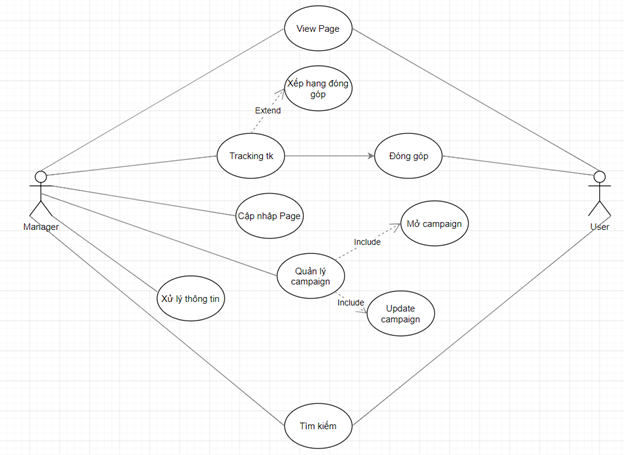 View Page
Xếp hạng đóng
góp
Extend
Tracking tk
Đóng góp
Manager
User
Cập nhập Page
Mở campaign
Include
Quản lý
campaign
Xử lý thông tin
Include
Update
campaign
Tìm kiếm